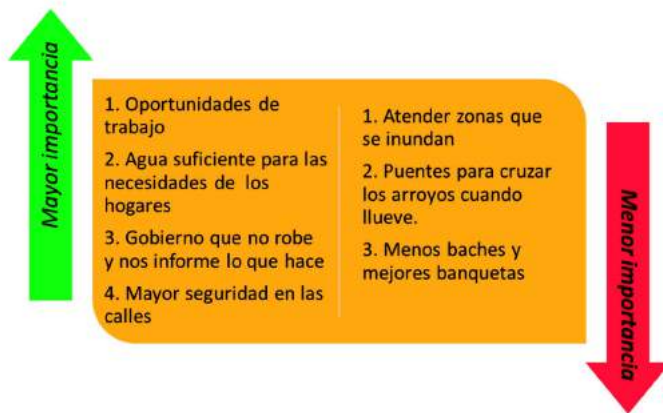 Mayor importancia
1. Oportunidades de
trabajo
2. Agua suficiente para las
necesidades de los
hogares
3. Gobierno que no robe
y nos informe lo que hace
4. Mayor seguridad en las
calles
1. Atender zonas que
se inundan
2. Puentes para cruzar
los arroyos cuando
llueve.
3. Menos baches y
mejores banquetas
Menor importancia